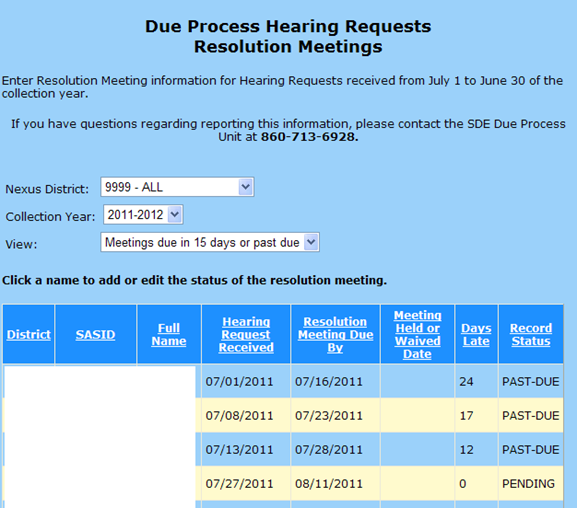 Due Process Hearing Requests
Resolution Meetings
Enter Resolution Meeting information for Hearing Requests received from July 1 to June 30 of the
collection year.
If you have questions regarding reporting this information, please contact the SDE Due Process
Unit at 860-713-6928.
Nexus District: 9999 - ALL
Collection Year: 2011-2012
View: Meetings due in 15 days or past due
Click a name to add or edit the status of the resolution meeting.
District SASID Full Name Hearing Request Received Resolution Meeting Due By Meeting Held or Waived Date Days Late Record Status
07/01/2011 07/16/2011 24 PAST-DUE
07/08/2011 07/23/2011 17 PAST-DUE
07/13/2011 07/28/2011 12 PAST-DUE
07/27/2011 08/11/2011 0 PENDING